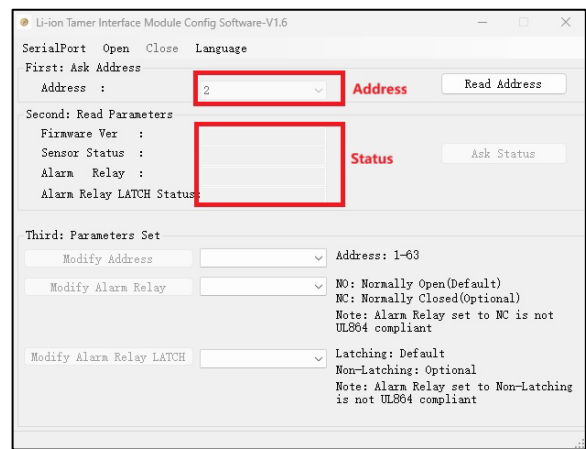 Li-ion Tamer Interface Module Config Software-V1.6
SerialPort Open Close Language
First: Ask Address
Address : 2 Address Read Address
Second: Read Parameters
Firmware Ver :
Sensor Status :
Status Ask Status
Alarm Relay :
Alarm Relay LATCH Status:
Third: Parameters Set
Modify Address Address: 1-63
Modify Alarm Relay NO: Normally Open(Default)
NC: Normally Closed(Optional)
Note: Alarm Relay set to NC is not
UL864 compliant
Modify Alarm Relay LATCH Latching: Default
Non-Latching: Optional
Note: Alarm Relay set to Non-Latching
is not UL864 compliant